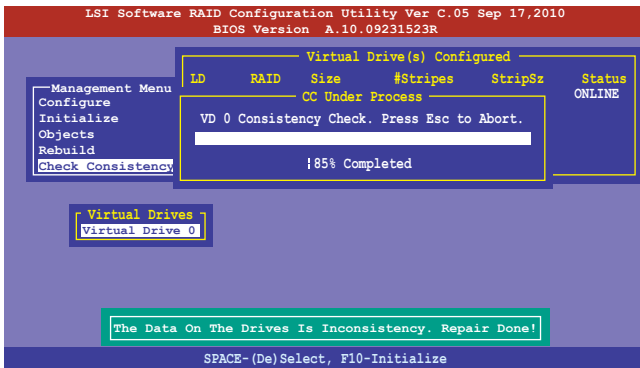 LSI Software RAID Configuration Utility Ver C.05 Sep 17,2010
BIOS Version A.10.09231523R
Virtual Drive(s) Configured
LD RAID Size #Stripes StripSz Status
ONLINE
Management Menu
Configure
Initialize
Objects
Rebuild
Check Consistency
CC Under Process
VD 0 Consistency Check. Press Esc to Abort.
85% Completed
Virtual Drives
Virtual Drive 0
The Data On The Drives Is Inconsistency. Repair Done!
SPACE-(De)Select, F10-Initialize